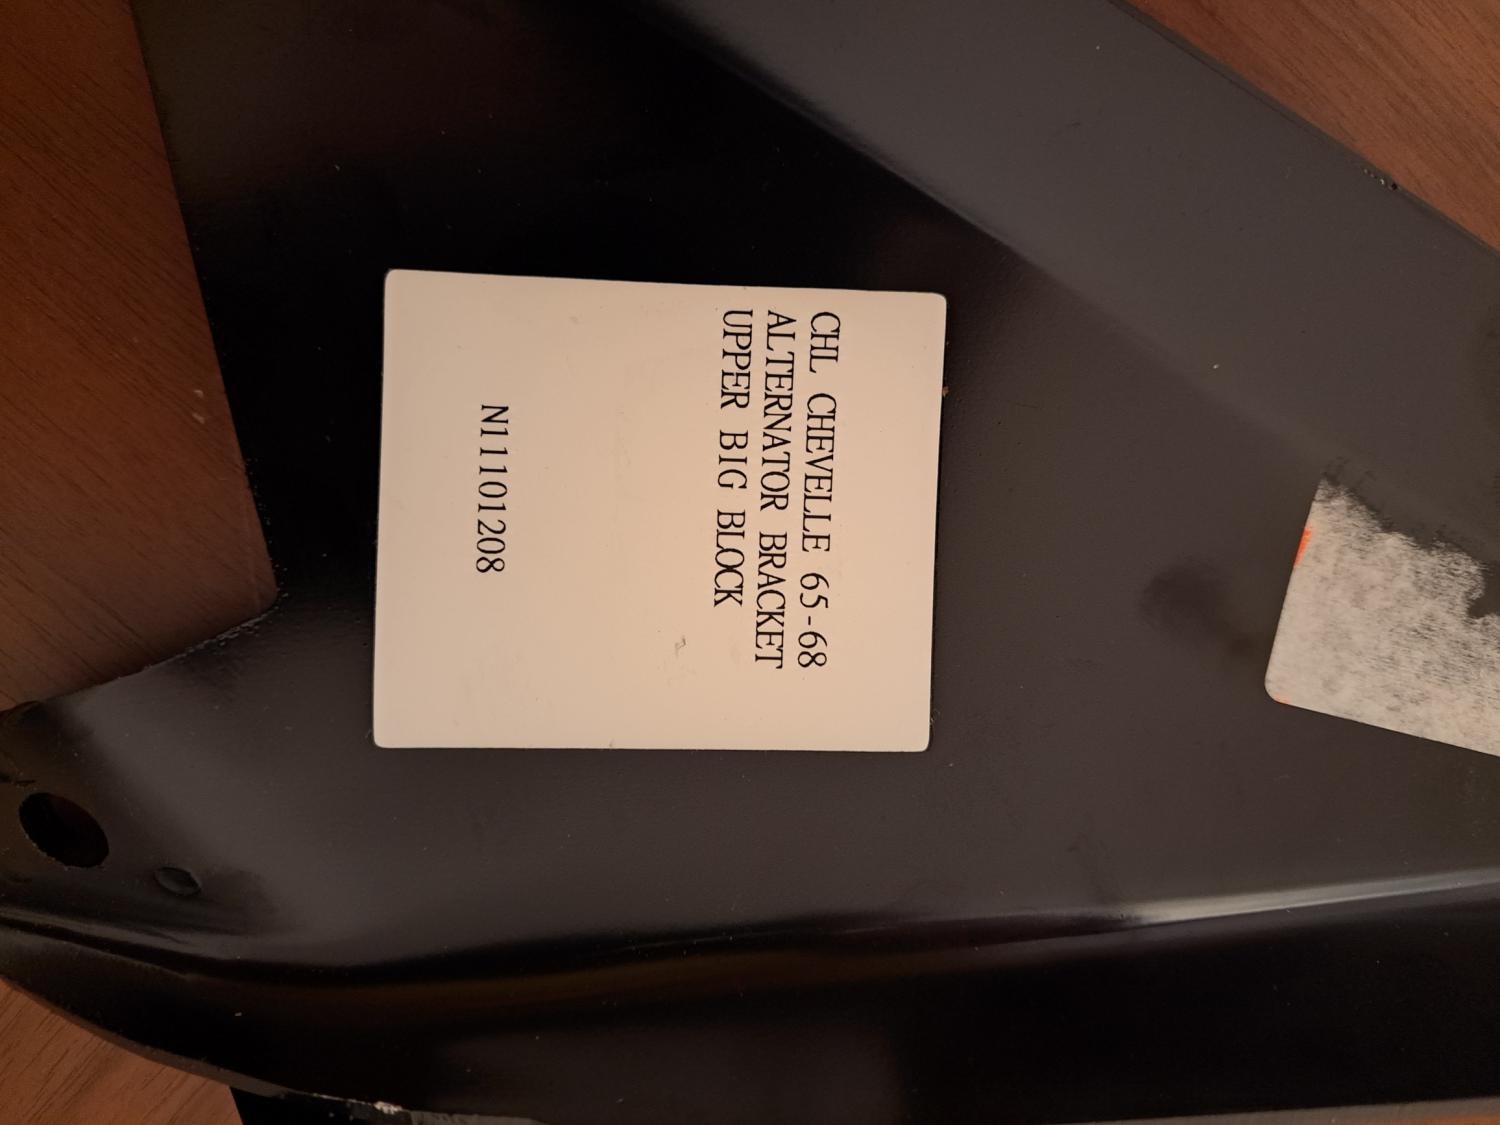 CHL CHEVELLE 65-68
ALTERNATOR BRACKET
UPPER BIG BLOCK
N11101208